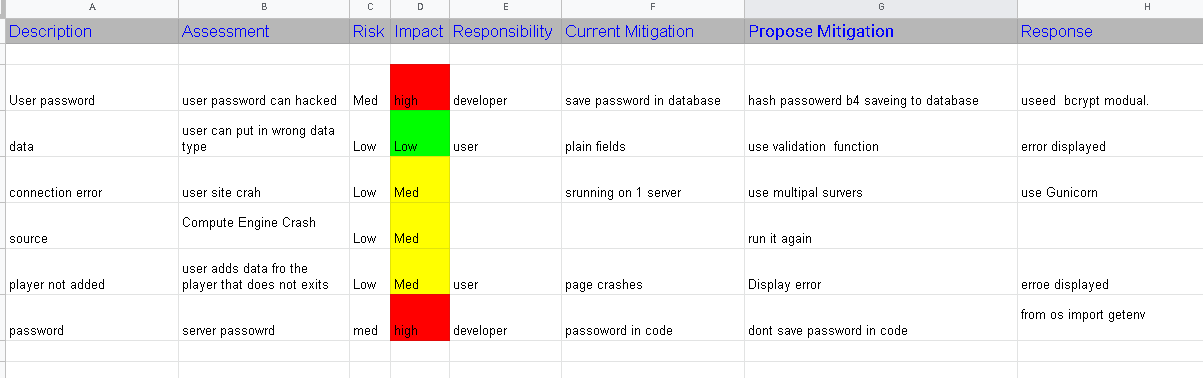 A B C D E F G H
Description Assessment Risk Impact Responsibility Current Mitigation Propose Mitigation Response
User password user password can hacked Med high developer save password in database hash passowerd b4 saveing to database useed bcrypt modual.
user can put in wrong data
data type Low Low user plain fields use validation function error displayed
connection error user site crah Low Med srunning on 1 server use multipal survers use Gunicorn
Compute Engine Crash
source Low Med run it again
user adds data fro the
player not added player that does not exits Low Med user page crashes Display error erroe displayed
from os import getenv
password server passowrd med high developer passoword in code dont save password in code